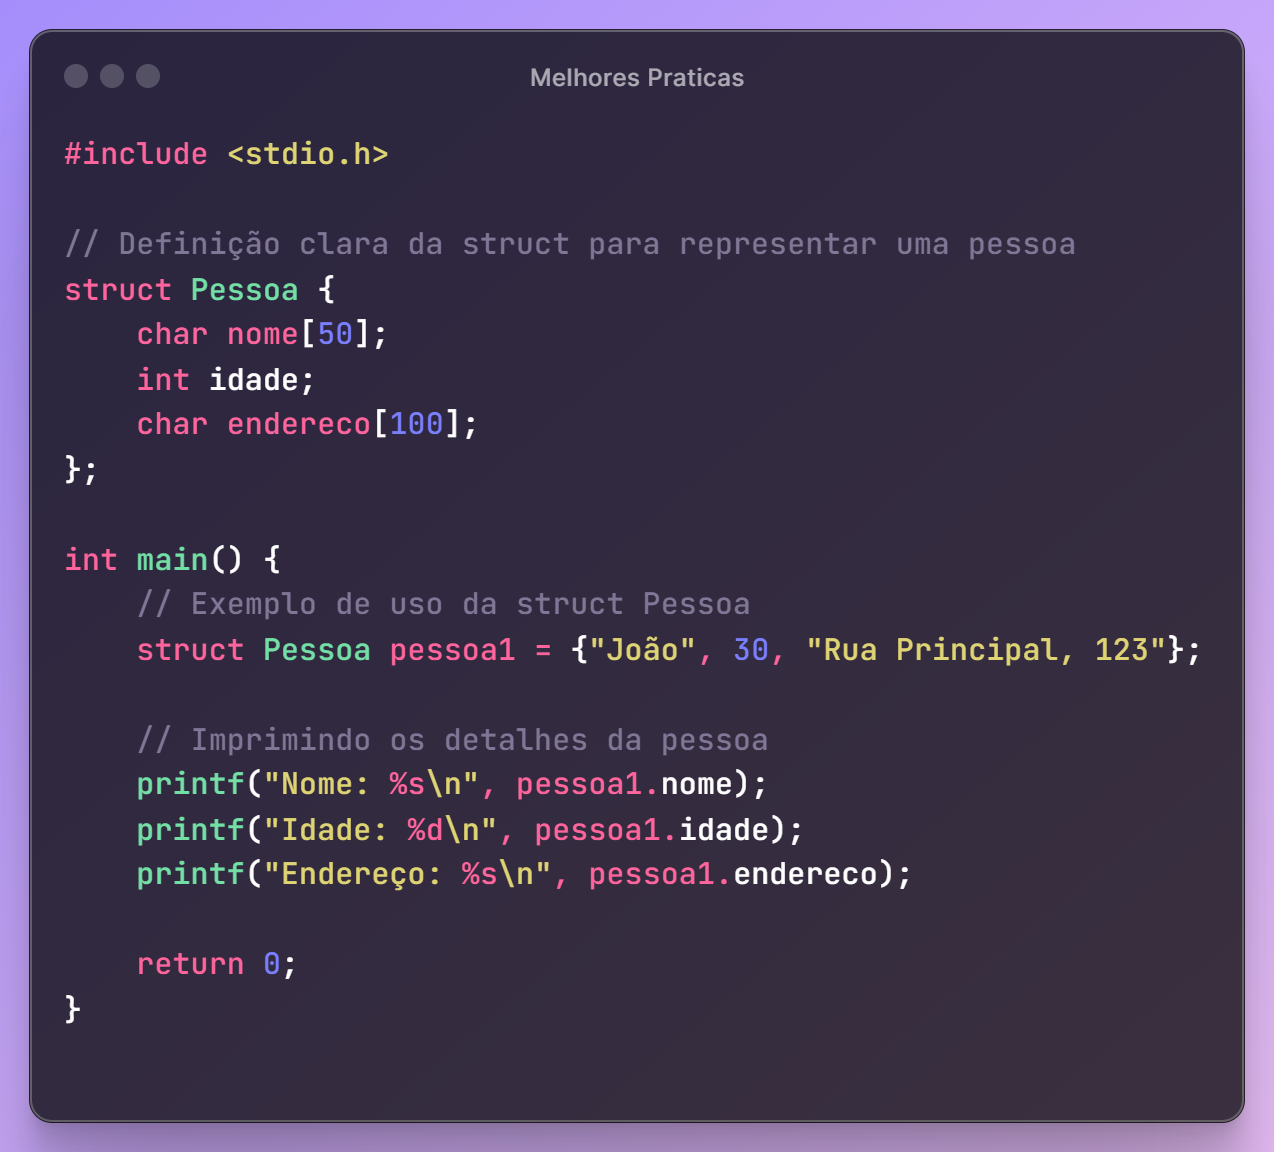 Melhores Praticas
#include <stdio.h>
// Definição clara da struct para representar uma pessoa
struct Pessoa {
    char nome[50];
    int idade;
    char endereco[100];
};
int main() {
    // Exemplo de uso da struct Pessoa
    struct Pessoa pessoa1 = {"João", 30, "Rua Principal, 123"};
    // Imprimindo os detalhes da pessoa
    printf("Nome: %s\n", pessoa1.nome);
    printf("Idade: %d\n", pessoa1.idade);
    printf("Endereço: %s\n", pessoa1.endereco);
    return 0;
}